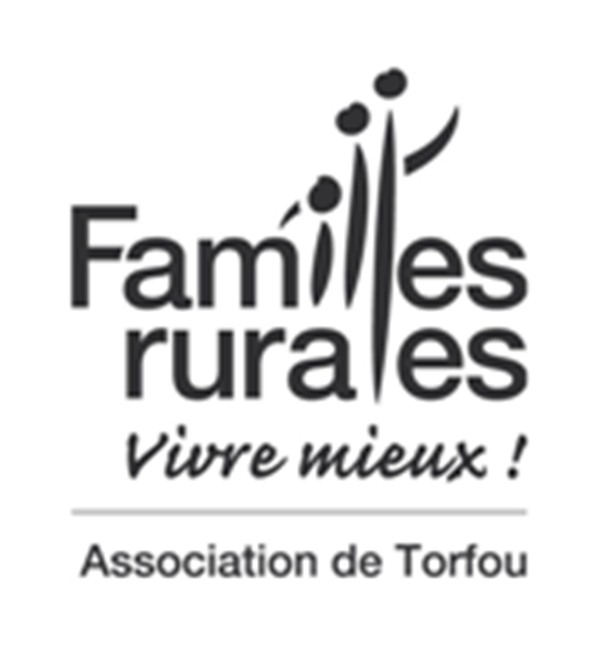 Familles
rurales
Vivre mieux !
Association de Torfou